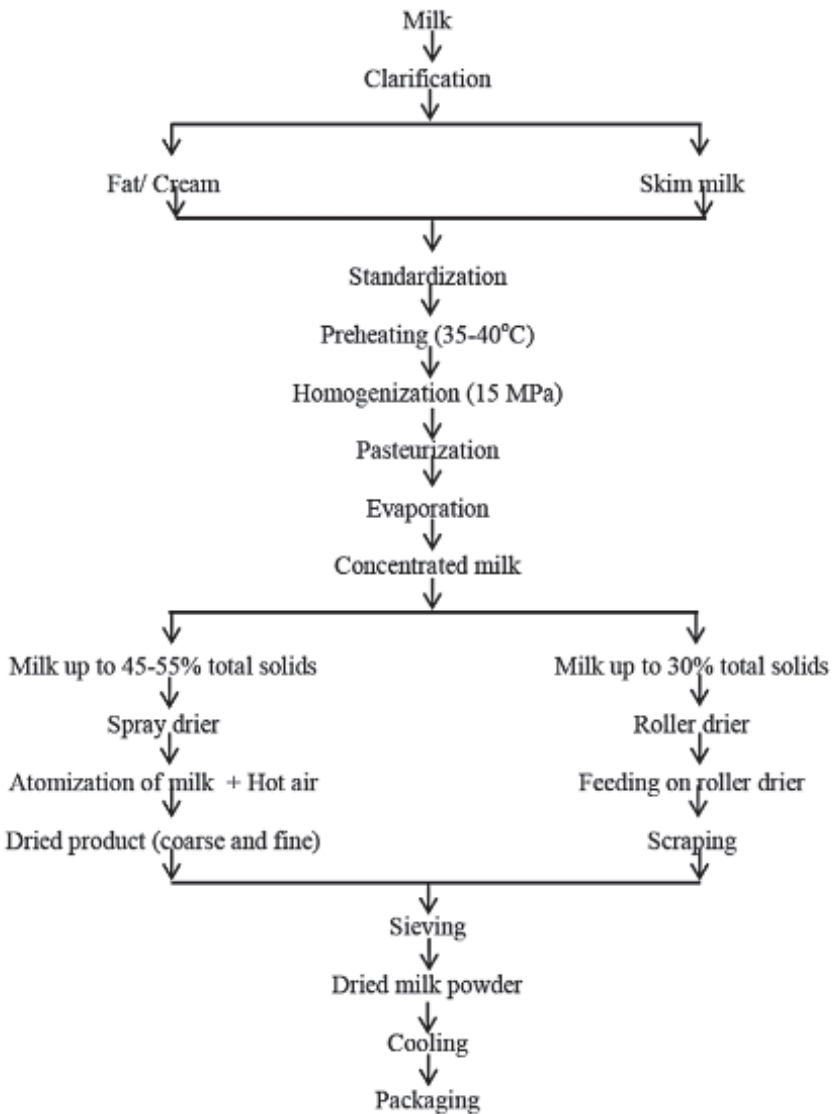 Milk
Clarification
Fat/ Cream
Skim milk
Standardization
Preheating (35-40°C)
Homogenization (15 MPa)
Pasteurization
Evaporation
Concentrated milk
Milk up to 45-55% total solids
Milk up to 30% total solids
Spray drier
Roller drier
Atomization of milk + Hot air
Feeding on roller drier
Dried product (coarse and fine)
Scraping
Sieving
Dried milk powder
Cooling
Packaging